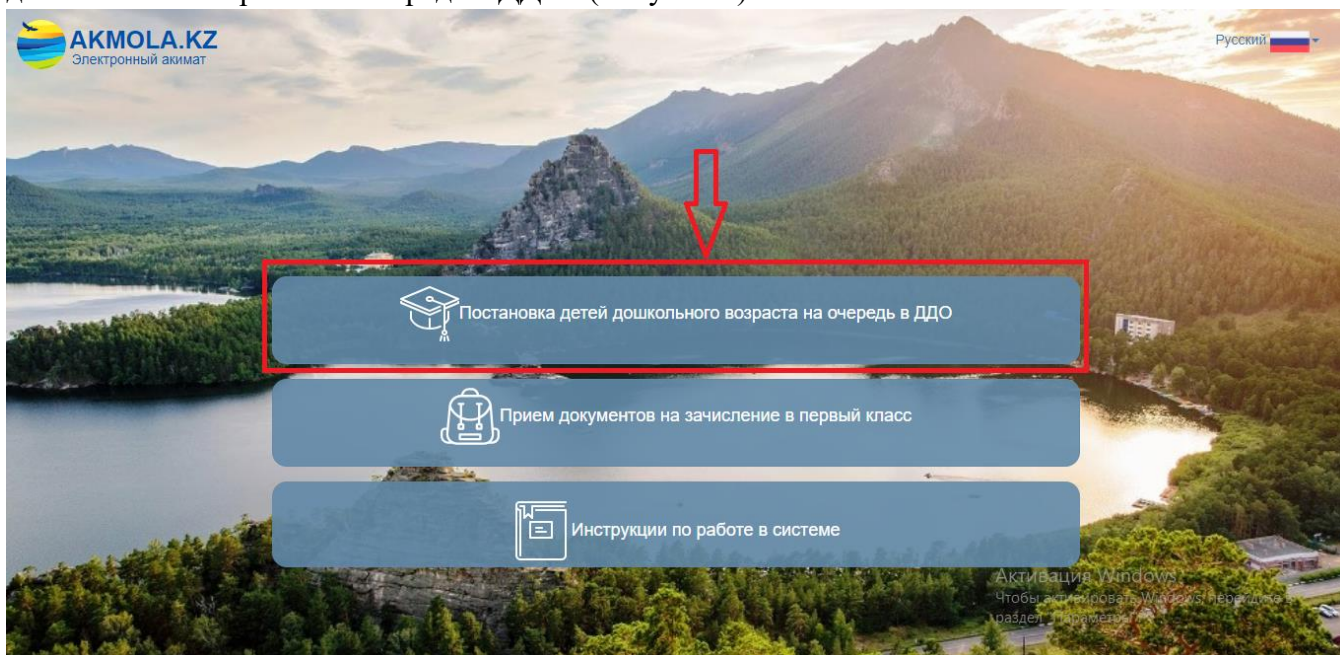 AKMOLA.KZ
Электронный акимат
Русский
Постановка детей дошкольного возраста на очередь в ДДО
Прием документов на зачисление в первый класс
Инструкции по работе в системе
Активация Windows
Чтобы активировать Windows, перейдите в
раздел "Параметры".